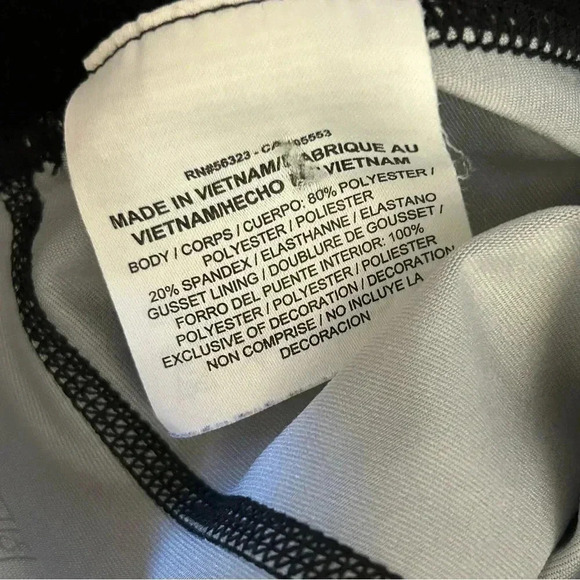 RN#56323 - CA 05553
MADE IN VIETNAM/ ABRIQUE AU
VIETNAM/HECHO VIETNAM
BODY / CORPS / CUERPO: 80% POLYESTER /
POLYESTER / POLIESTER
20% SPANDEX / ELASTHANNE / ELASTANO
GUSSET LINING / DOUBLURE DE GOUSSET /
FORRO DEL PUENTE INTERIOR: 100%
POLYESTER / POLYESTER / POLIESTER
EXCLUSIVE OF DECORATION / DECORATION
NON COMPRISE / NO INCLUYE LA
DECORACION